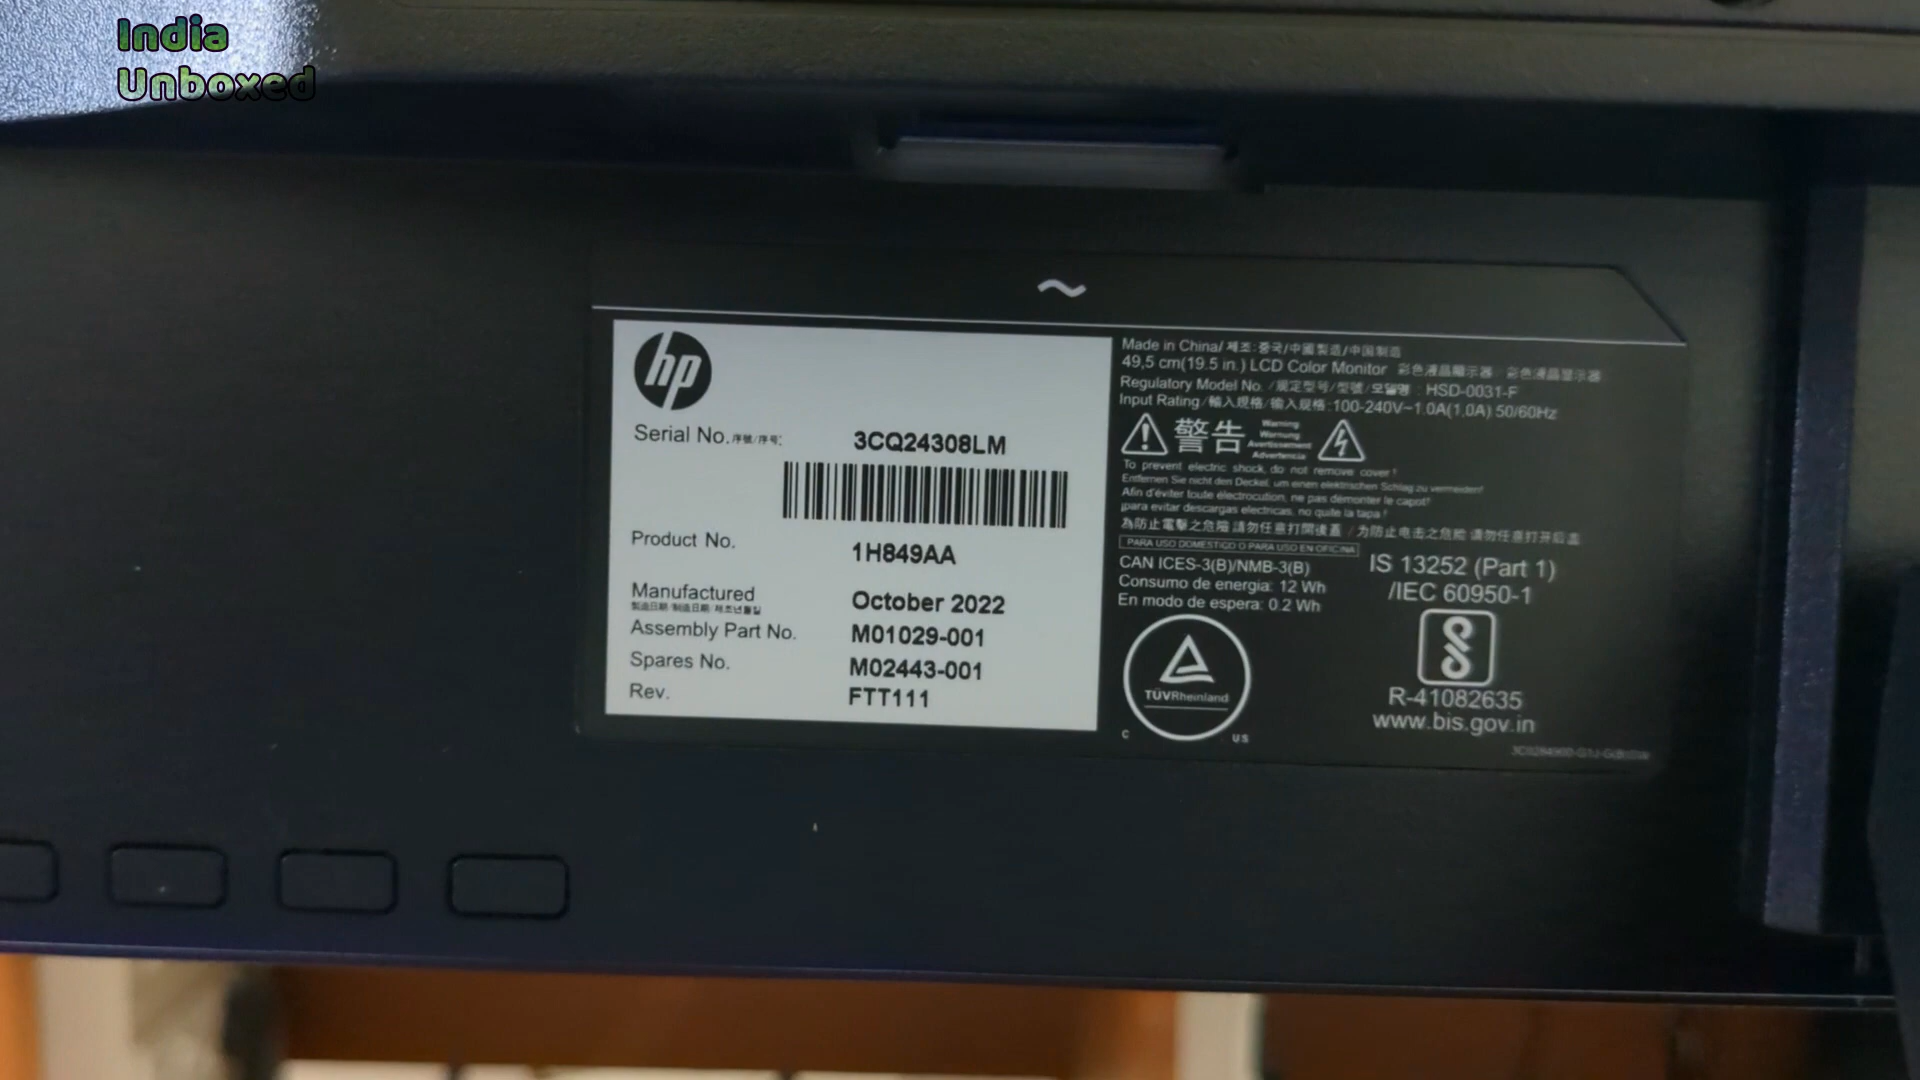 India
Unboxed
~
hp
Serial No.序號/序号: 3CQ24308LM
Product No. 1H849AA
Manufactured October 2022
製造日期/制造日期/제조년월일
Assembly Part No. M01029-001
Spares No. M02443-001
Rev. FTT111
Made in China/ 제조:중국/中國製造/中国制造
49,5 cm(19.5 in.) LCD Color Monitor 彩色液晶顯示器 彩色液晶显示器
Regulatory Model No. /規定型号/型號/모델명 : HSD-0031-F
Input Rating/輸入規格/输入规格:100-240V~1.0A(1.0A) 50/60Hz
警告
Warning
Warnung
Avertissement
Advertencia
To prevent electric shock, do not remove cover !
Entfernen Sie nicht den Deckel, um einen elektrischen Schlag zu vermeiden!
Afin d'éviter toute électrocution, ne pas démonter le capot!
¡para evitar descargas electricas, no quite la tapa !
為防止電擊之危險 請勿任意打開後蓋 / 为防止电击之危险 请勿任意打开后盖
PARA USO DOMESTICO O PARA USO EN OFICINA
CAN ICES-3(B)/NMB-3(B)
Consumo de energia: 12 Wh
En modo de espera: 0.2 Wh
IS 13252 (Part 1)
/IEC 60950-1
TÜVRheinland
C US
R-41082635
www.bis.gov.in